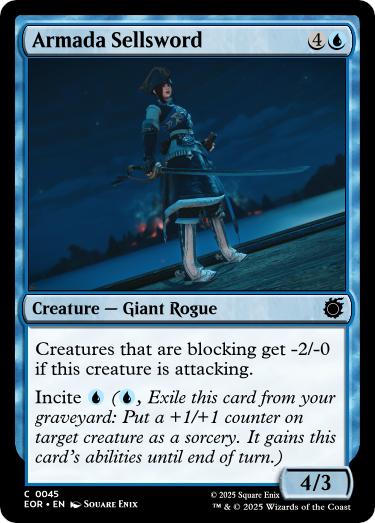 Armada Sellsword 4
Creature — Giant Rogue
Creatures that are blocking get -2/-0
if this creature is attacking.
Incite (, Exile this card from your
graveyard: Put a +1/+1 counter on
target creature as a sorcery. It gains this
card's abilities until end of turn.)
4/3
C 0045
EOR • EN SQUARE ENIX
© 2025 Square Enix
™ & © 2025 Wizards of the Coast